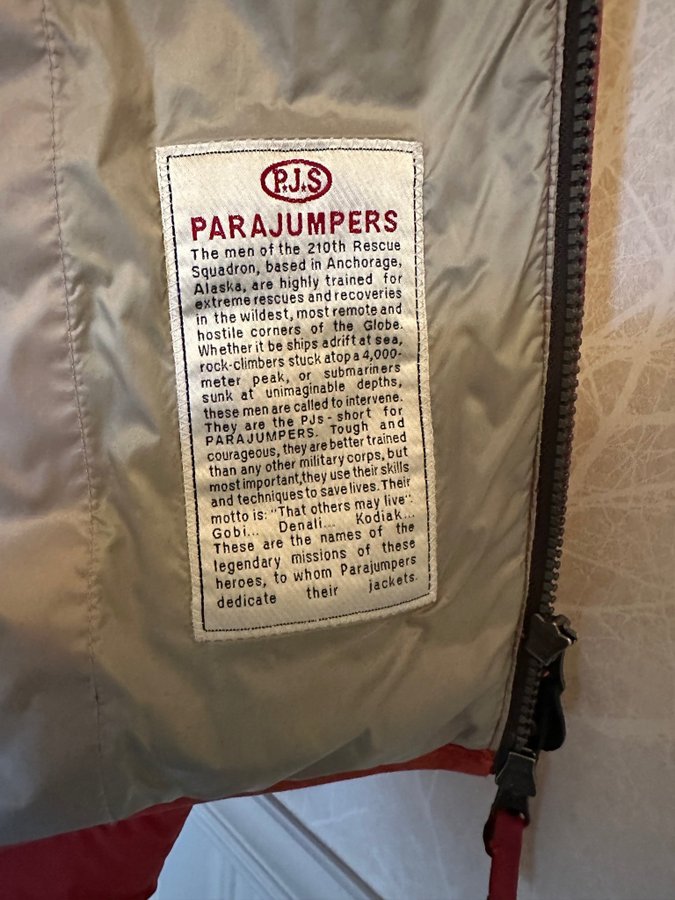 P.J.S
PARAJUMPERS
The men of the 210th Rescue
Squadron, based in Anchorage,
Alaska, are highly trained for
extreme rescues and recoveries
in the wildest, most remote and
hostile corners of the Globe.
Whether it be ships adrift at sea,
rock-climbers stuck atop a 4,000-
meter peak, or submariners
sunk at unimaginable depths,
these men are called to intervene.
They are the PJs - short for
PARAJUMPERS. Tough and
courageous, they are better trained
than any other military corps, but
most important,they use their skills
and techniques to save lives. Their
motto is: "That others may live".
Gobi... Denali... Kodiak...
These are the names of the
legendary missions of these
heroes, to whom Parajumpers
dedicate their jackets.